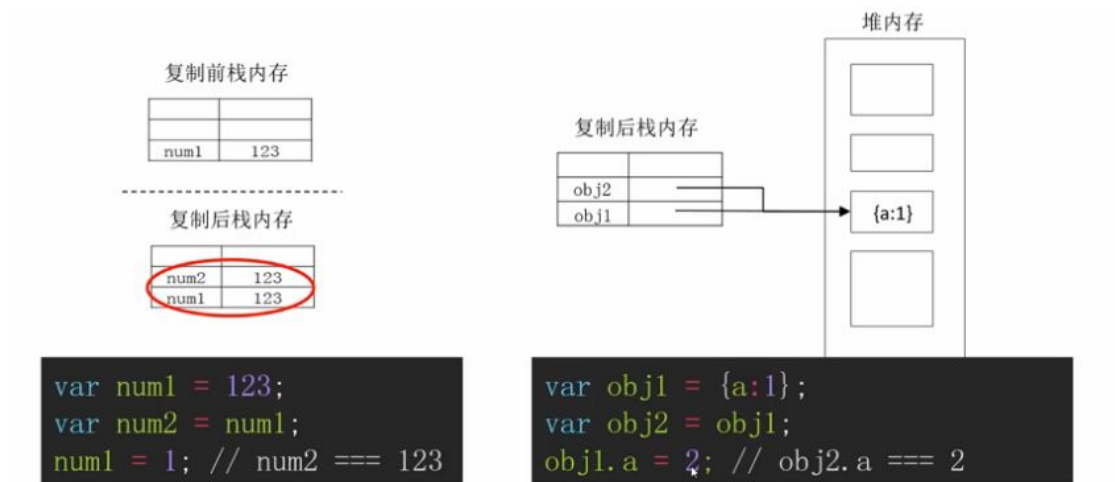 复制前栈内存
num1 123
复制后栈内存
num2 123
num1 123
var num1 = 123;
var num2 = num1;
num1 = 1; // num2 === 123
堆内存
复制后栈内存
obj2
obj1
{a:1}
var obj1 = {a:1};
var obj2 = obj1;
obj1.a = 2; // obj2.a === 2